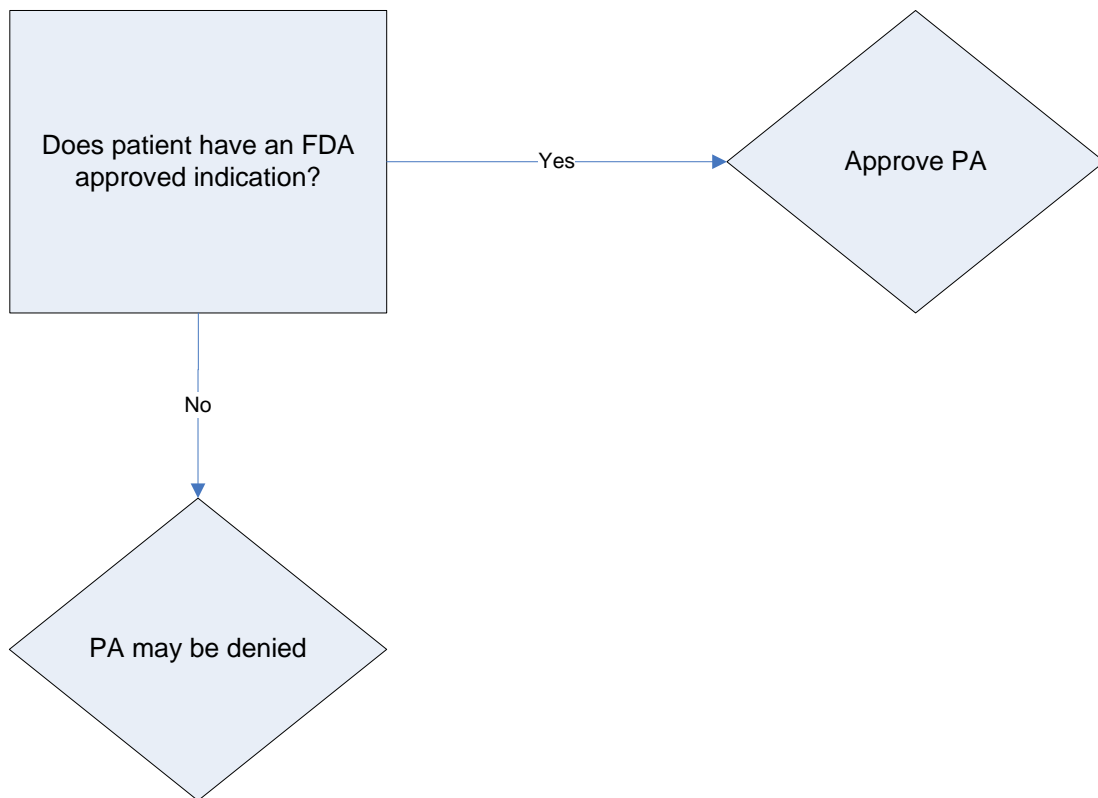 Does patient have an FDA
approved indication?
Yes
Approve PA
No
PA may be denied